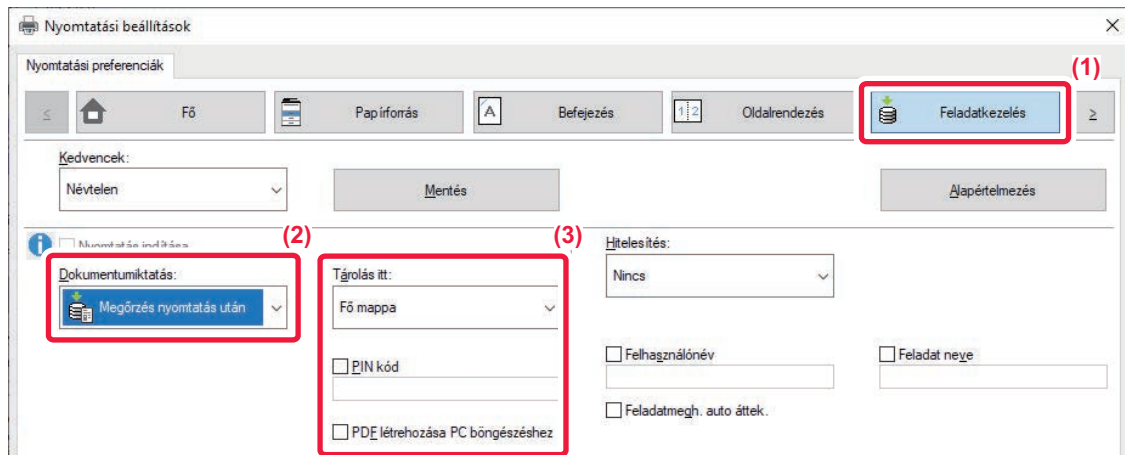 Nyomtatási beállítások
Nyomtatási preferenciák
(1)
≤ Fő Papírforrás A Befejezés 1 2 Oldalrendezés Feladatkezelés ≥
Kedvencek:
Névtelen Mentés Alapértelmezés
Nyomtatás indítása (2) (3) Hitelesítés:
Dokumentumiktatás: Tárolás itt: Nincs
Megőrzés nyomtatás után Fő mappa
PIN kód Felhasználónév Feladat neve
Feladatmegh. auto áttek.
PDF létrehozása PC böngészéshez